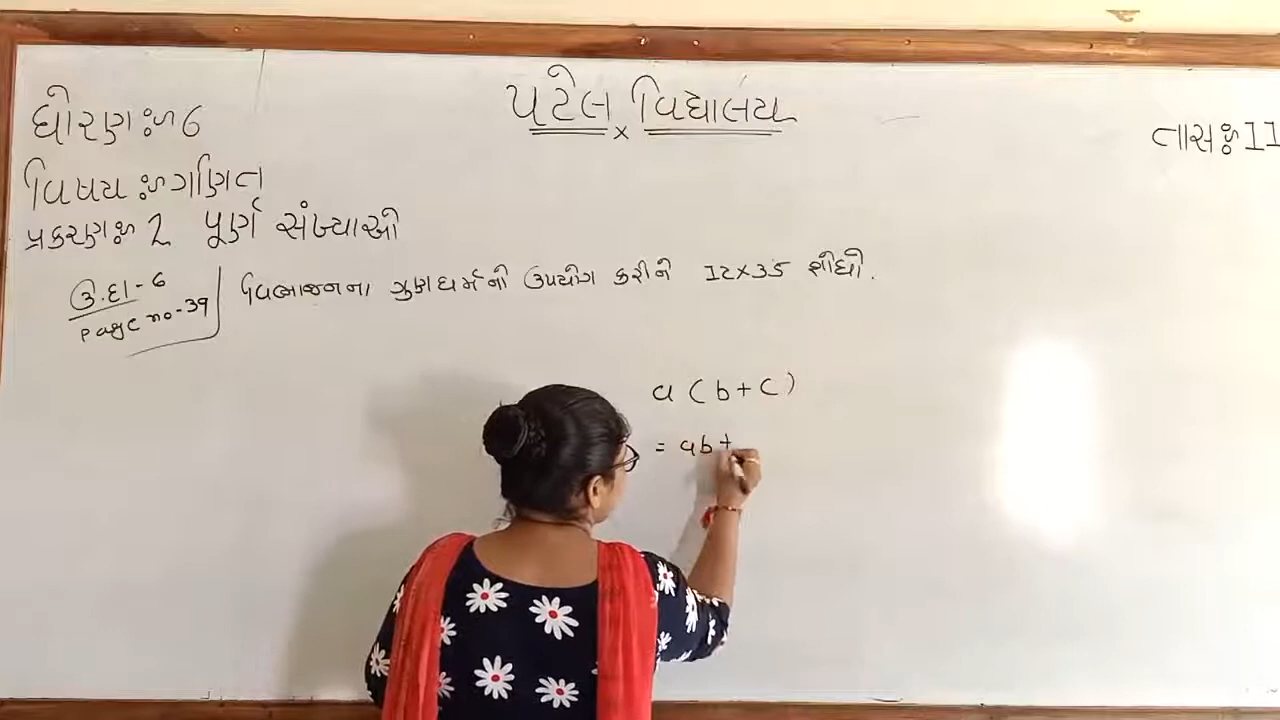 પટેલ × વિદ્યાલય
ધોરણઃ 6
તાસઃ 11
વિષયઃ ગણિત
પ્રકરણઃ 2 પૂર્ણ સંખ્યાઓ
ઉ.દા-6
page no-39
વિભાજનના ગુણધર્મનો ઉપયોગ કરીને 12×35 શોધો.
a (b+c)
= ab +